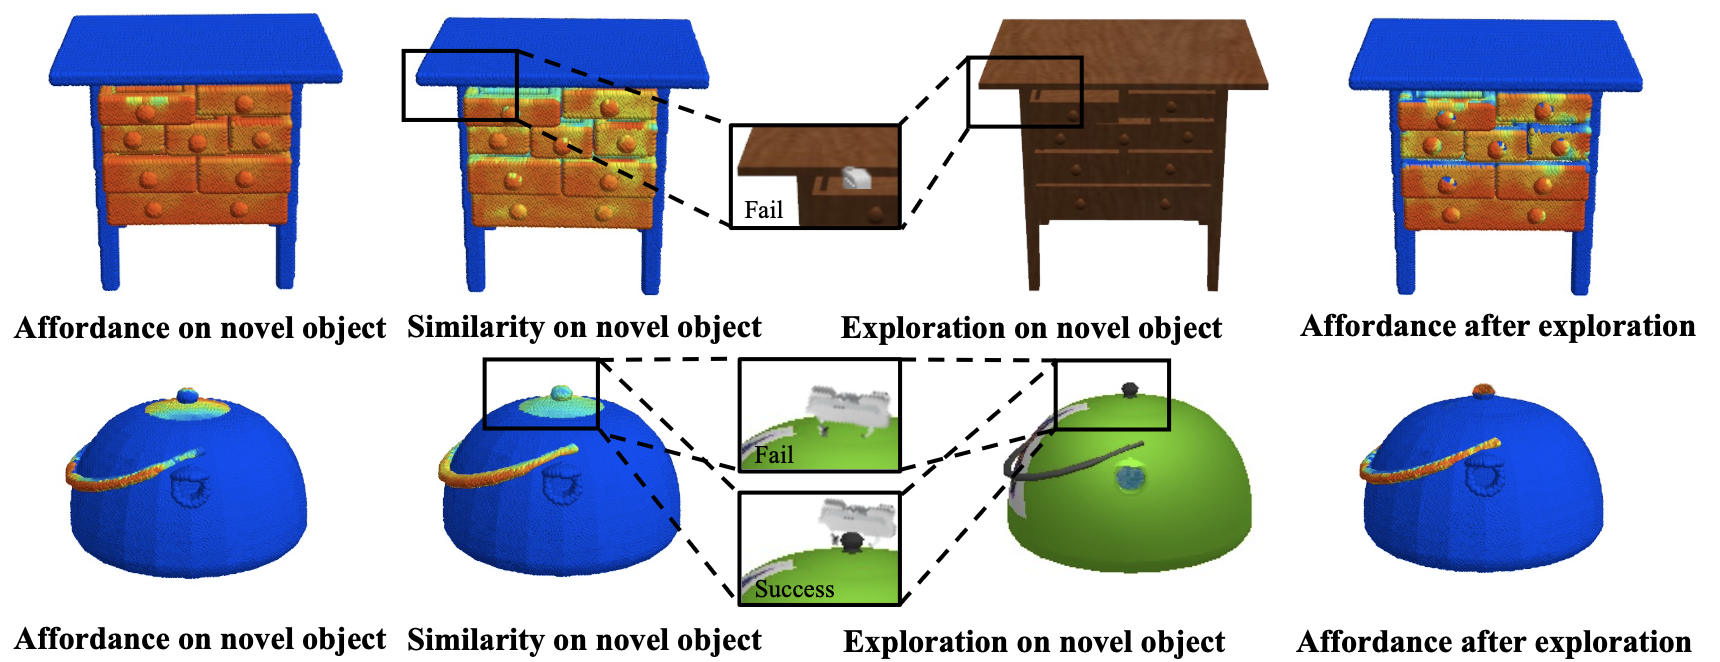 Fail
Affordance on novel object
Similarity on novel object
Exploration on novel object
Affordance after exploration
Fail
Success
Affordance on novel object
Similarity on novel object
Exploration on novel object
Affordance after exploration